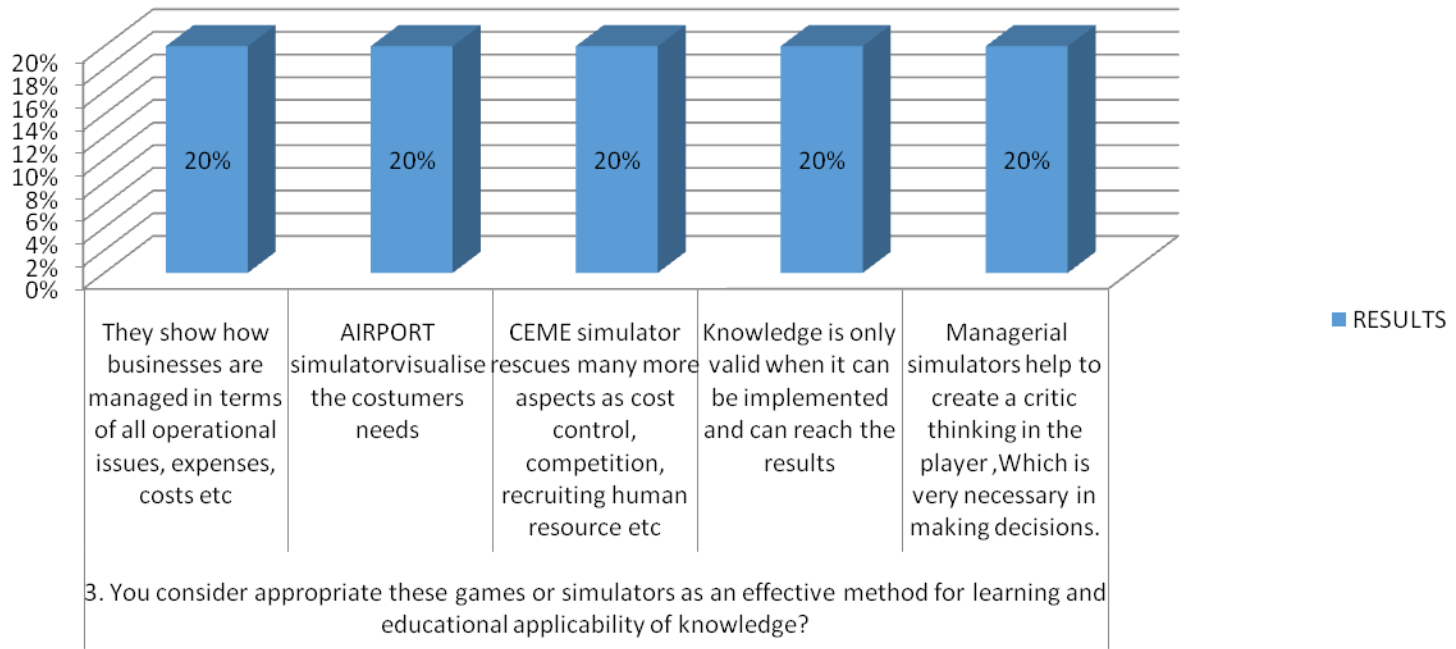 20%
18%
16%
14%
12%
10%
8%
6%
4%
2%
0%
20%
20%
20%
20%
20%
They show how
businesses are
managed in terms
of all operational
issues, expenses,
costs etc
AIRPORT
simulatorvisualise
the costumers
needs
CEME simulator
rescues many more
aspects as cost
control,
competition,
recruiting human
resource etc
Knowledge is only
valid when it can
be implemented
and can reach the
results
Managerial
simulators help to
create a critic
thinking in the
player ,Which is
very necessary in
making decisions.
3. You consider appropriate these games or simulators as an effective method for learning and
educational applicability of knowledge?
RESULTS